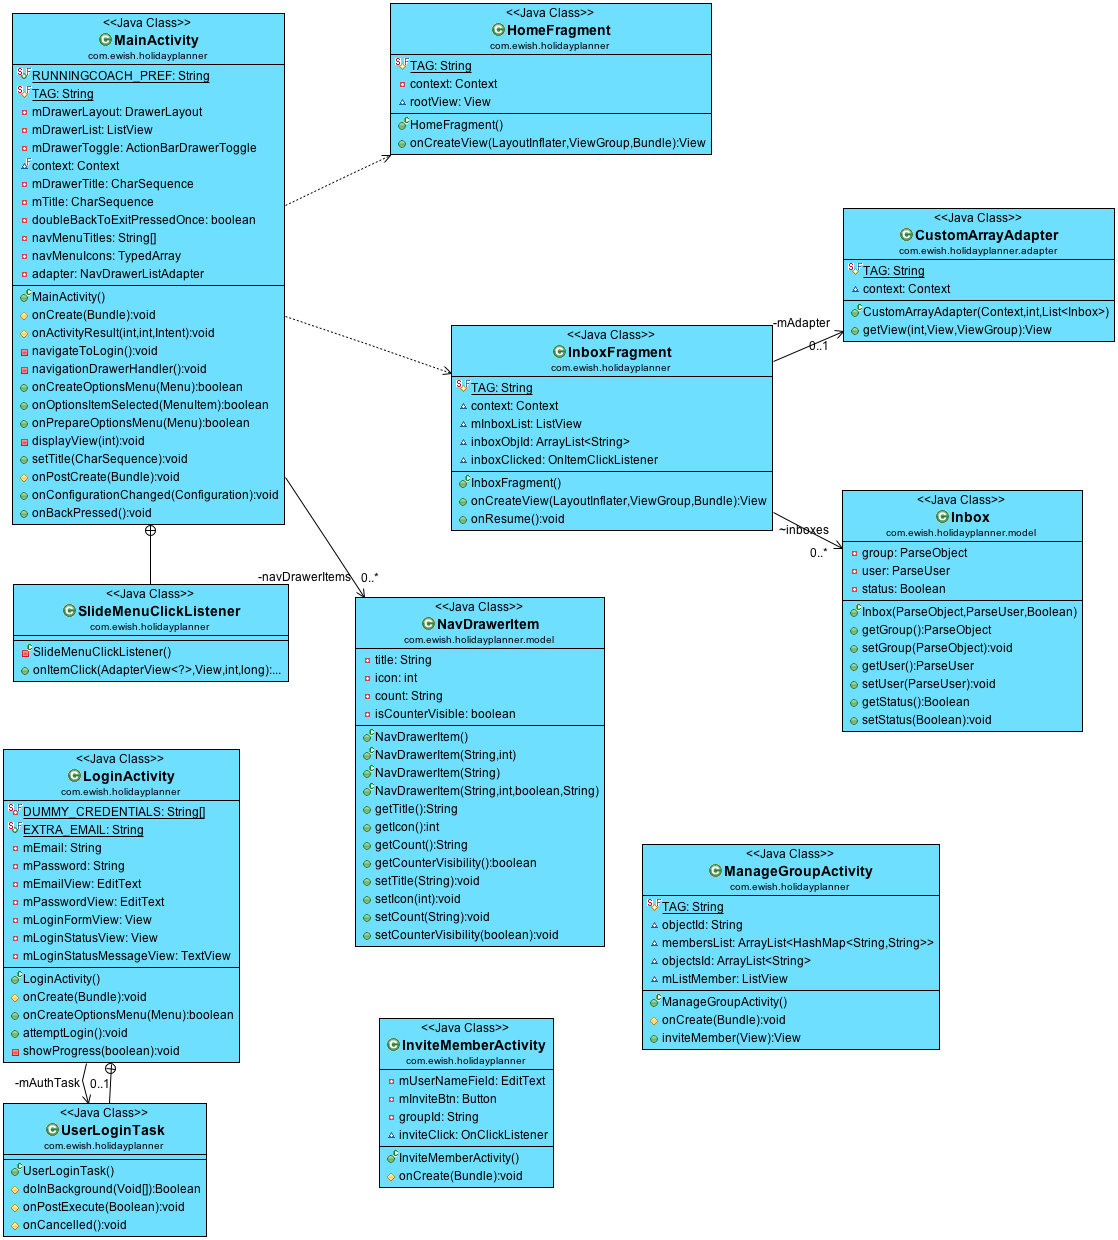 <<Java Class>>
MainActivity
com.ewish.holidayplanner
RUNNINGCOACH_PREF: String
TAG: String
mDrawerLayout: DrawerLayout
mDrawerList: ListView
mDrawerToggle: ActionBarDrawerToggle
context: Context
mDrawerTitle: CharSequence
mTitle: CharSequence
doubleBackToExitPressedOnce: boolean
navMenuTitles: String[]
navMenuIcons: TypedArray
adapter: NavDrawerListAdapter
MainActivity()
onCreate(Bundle):void
onActivityResult(int,int,Intent):void
navigateToLogin():void
navigationDrawerHandler():void
onCreateOptionsMenu(Menu):boolean
onOptionsItemSelected(MenuItem):boolean
onPrepareOptionsMenu(Menu):boolean
displayView(int):void
setTitle(CharSequence):void
onPostCreate(Bundle):void
onConfigurationChanged(Configuration):void
onBackPressed():void
<<Java Class>>
HomeFragment
com.ewish.holidayplanner
TAG: String
context: Context
rootView: View
HomeFragment()
onCreateView(LayoutInflater,ViewGroup,Bundle):View
<<Java Class>>
CustomArrayAdapter
com.ewish.holidayplanner.adapter
TAG: String
context: Context
CustomArrayAdapter(Context,int,List<Inbox>)
getView(int,View,ViewGroup):View
-mAdapter
0..1
<<Java Class>>
InboxFragment
com.ewish.holidayplanner
TAG: String
context: Context
mInboxList: ListView
inboxObjId: ArrayList<String>
inboxClicked: OnItemClickListener
InboxFragment()
onCreateView(LayoutInflater,ViewGroup,Bundle):View
onResume():void
~inboxes
0..*
<<Java Class>>
Inbox
com.ewish.holidayplanner.model
group: ParseObject
user: ParseUser
status: Boolean
Inbox(ParseObject,ParseUser,Boolean)
getGroup():ParseObject
setGroup(ParseObject):void
getUser():ParseUser
setUser(ParseUser):void
getStatus():Boolean
setStatus(Boolean):void
<<Java Class>>
SlideMenuClickListener
com.ewish.holidayplanner
SlideMenuClickListener()
onItemClick(AdapterView<?>,View,int,long):...
-navDrawerItems
0..*
<<Java Class>>
NavDrawerItem
com.ewish.holidayplanner.model
title: String
icon: int
count: String
isCounterVisible: boolean
NavDrawerItem()
NavDrawerItem(String,int)
NavDrawerItem(String)
NavDrawerItem(String,int,boolean,String)
getTitle():String
getIcon():int
getCount():String
getCounterVisibility():boolean
setTitle(String):void
setIcon(int):void
setCount(String):void
setCounterVisibility(boolean):void
<<Java Class>>
LoginActivity
com.ewish.holidayplanner
DUMMY_CREDENTIALS: String[]
EXTRA_EMAIL: String
mEmail: String
mPassword: String
mEmailView: EditText
mPasswordView: EditText
mLoginFormView: View
mLoginStatusView: View
mLoginStatusMessageView: TextView
LoginActivity()
onCreate(Bundle):void
onCreateOptionsMenu(Menu):boolean
attemptLogin():void
showProgress(boolean):void
-mAuthTask
0..1
<<Java Class>>
UserLoginTask
com.ewish.holidayplanner
UserLoginTask()
doInBackground(Void[]):Boolean
onPostExecute(Boolean):void
onCancelled():void
<<Java Class>>
ManageGroupActivity
com.ewish.holidayplanner
TAG: String
objectId: String
membersList: ArrayList<HashMap<String,String>>
objectsId: ArrayList<String>
mListMember: ListView
ManageGroupActivity()
onCreate(Bundle):void
inviteMember(View):View
<<Java Class>>
InviteMemberActivity
com.ewish.holidayplanner
mUserNameField: EditText
mInviteBtn: Button
groupId: String
inviteClick: OnClickListener
InviteMemberActivity()
onCreate(Bundle):void